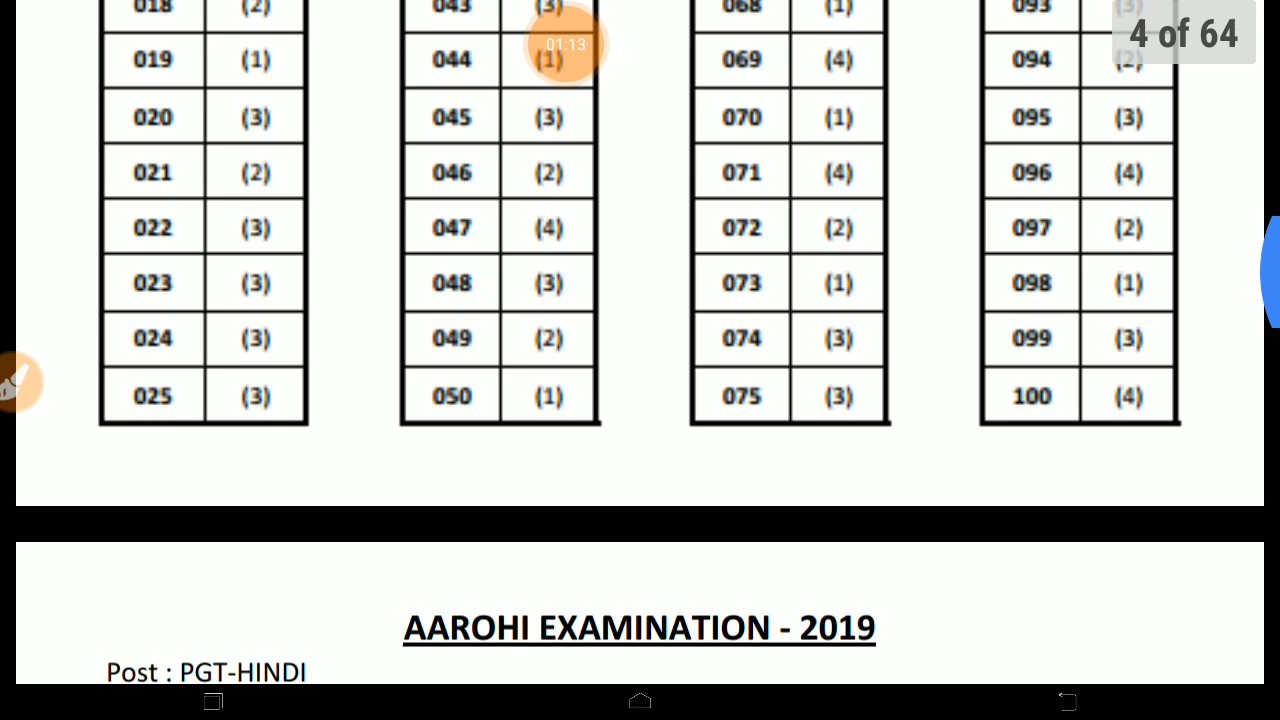 018 (2) 043 (3) 068 (1) 093 (3)
01:13
4 of 64
019 (1) 044 (1) 069 (4) 094 (2)
020 (3) 045 (3) 070 (1) 095 (3)
021 (2) 046 (2) 071 (4) 096 (4)
022 (3) 047 (4) 072 (2) 097 (2)
023 (3) 048 (3) 073 (1) 098 (1)
024 (3) 049 (2) 074 (3) 099 (3)
025 (3) 050 (1) 075 (3) 100 (4)
AAROHI EXAMINATION - 2019
Post : PGT-HINDI